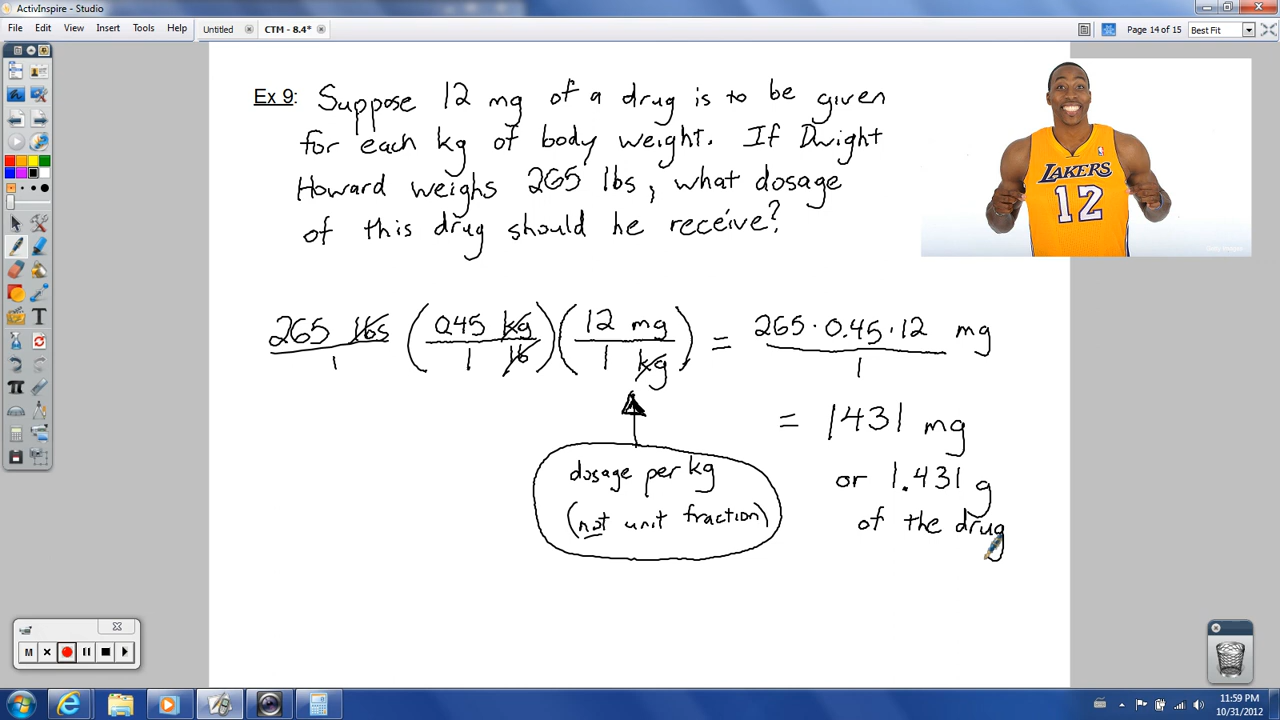 ActivInspire - Studio
File Edit View Insert Tools Help Untitled CTM - 8.4* Page 14 of 15 Best Fit
Ex 9: Suppose 12 mg of a drug is to be given
for each kg of body weight. If Dwight
Howard weighs 265 lbs, what dosage
of this drug should he receive?
LAKERS
12
265 lbs/1 (0.45 kg/1 lb)(12 mg/1 kg) = 265 · 0.45 · 12/1 mg
= 1431 mg
or 1.431 g
of the drug
dosage per kg
(not unit fraction)
M
11:59 PM
10/31/2012